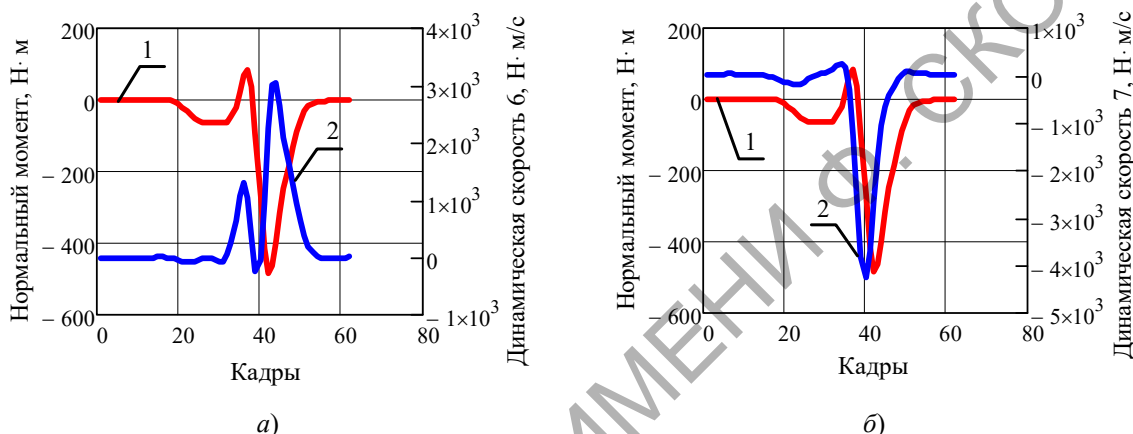 Нормальный момент, Н· м
200
0
– 200
– 400
– 600
1
2
4×10³
3×10³
2×10³
1×10³
0
– 1×10³
Динамическая скорость 6, Н· м/с
0 20 40 60 80
Кадры
а)
Нормальный момент, Н· м
200
0
– 200
– 400
– 600
1
2
1×10³
0
– 1×10³
– 2×10³
– 3×10³
– 4×10³
– 5×10³
Динамическая скорость 7, Н· м/с
0 20 40 60 80
Кадры
б)
ИМЕНИ Ф. СКО